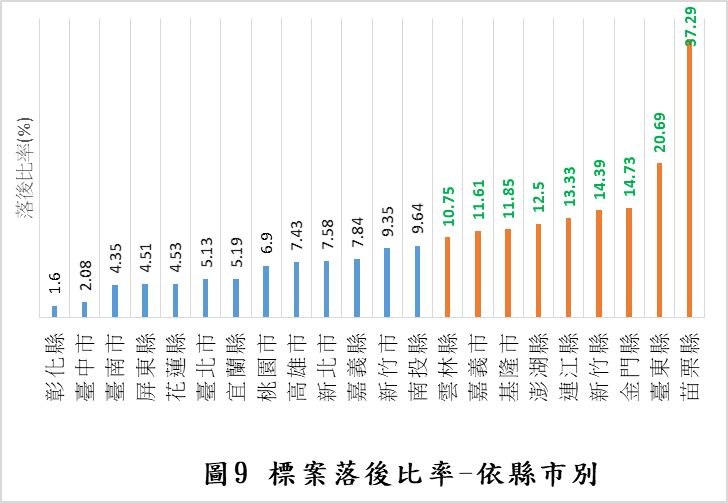 落後比率(%)
1.6
2.08
4.35
4.51
4.53
5.13
5.19
6.9
7.43
7.58
7.84
9.35
9.64
10.75
11.61
11.85
12.5
13.33
14.39
14.73
20.69
37.29
彰化縣
臺中市
臺南市
屏東縣
花蓮縣
臺北市
宜蘭縣
桃園市
高雄市
新北市
嘉義縣
新竹市
南投縣
雲林縣
嘉義市
基隆市
澎湖縣
連江縣
新竹縣
金門縣
臺東縣
苗栗縣
圖9 標案落後比率-依縣市別